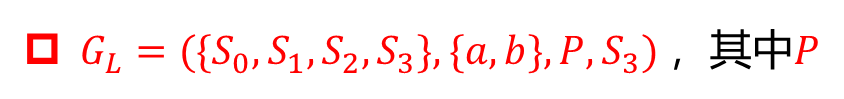 G_L = ({S_0, S_1, S_2, S_3}, {a, b}, P, S_3) ，其中P